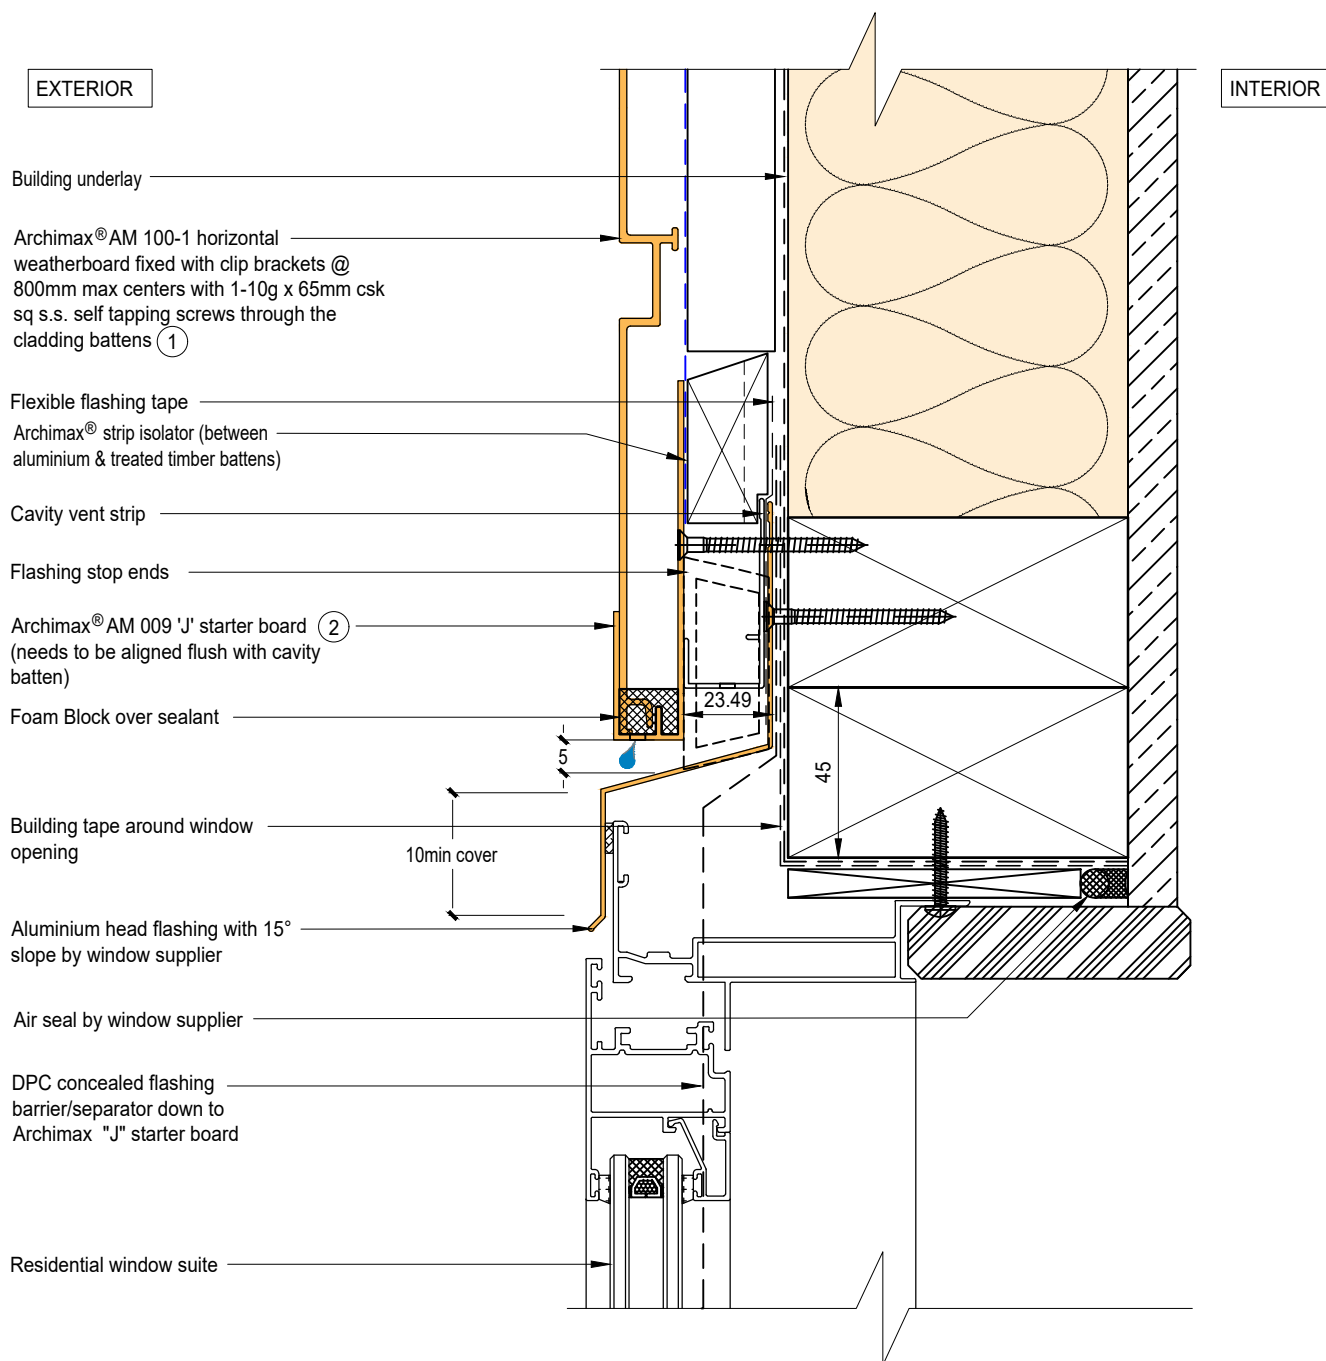 EXTERIOR
INTERIOR
Building underlay
Archimax® AM 100-1 horizontal
weatherboard fixed with clip brackets @
800mm max centers with 1-10g x 65mm csk
sq s.s. self tapping screws through the
cladding battens 1
Flexible flashing tape
Archimax® strip isolator (between
aluminium & treated timber battens)
Cavity vent strip
Flashing stop ends
Archimax® AM 009 'J' starter board 2
(needs to be aligned flush with cavity
batten)
Foam Block over sealant
23.49
5
45
Building tape around window
opening
10min cover
Aluminium head flashing with 15°
slope by window supplier
Air seal by window supplier
DPC concealed flashing
barrier/separator down to
Archimax "J" starter board
Residential window suite